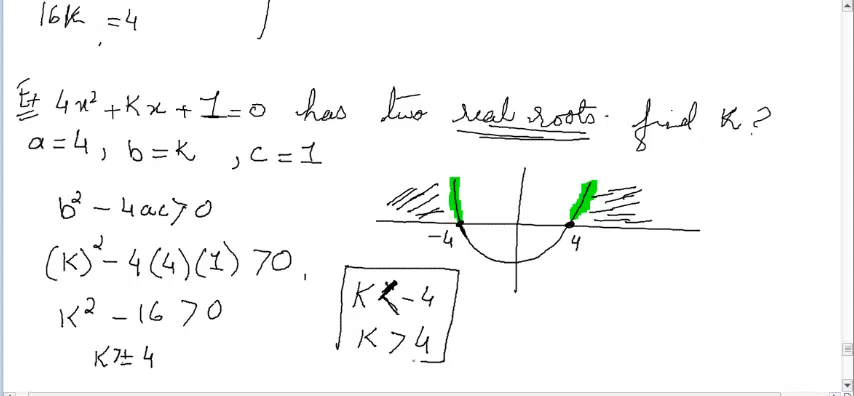 16K = 4
Ex 4x² + Kx + 1 = 0 has two real roots. find K?
a = 4, b = K, c = 1
b² - 4ac > 0
(K)² - 4(4)(1) > 0.
K² - 16 > 0
K > ± 4
-4 4
K < -4
K > 4